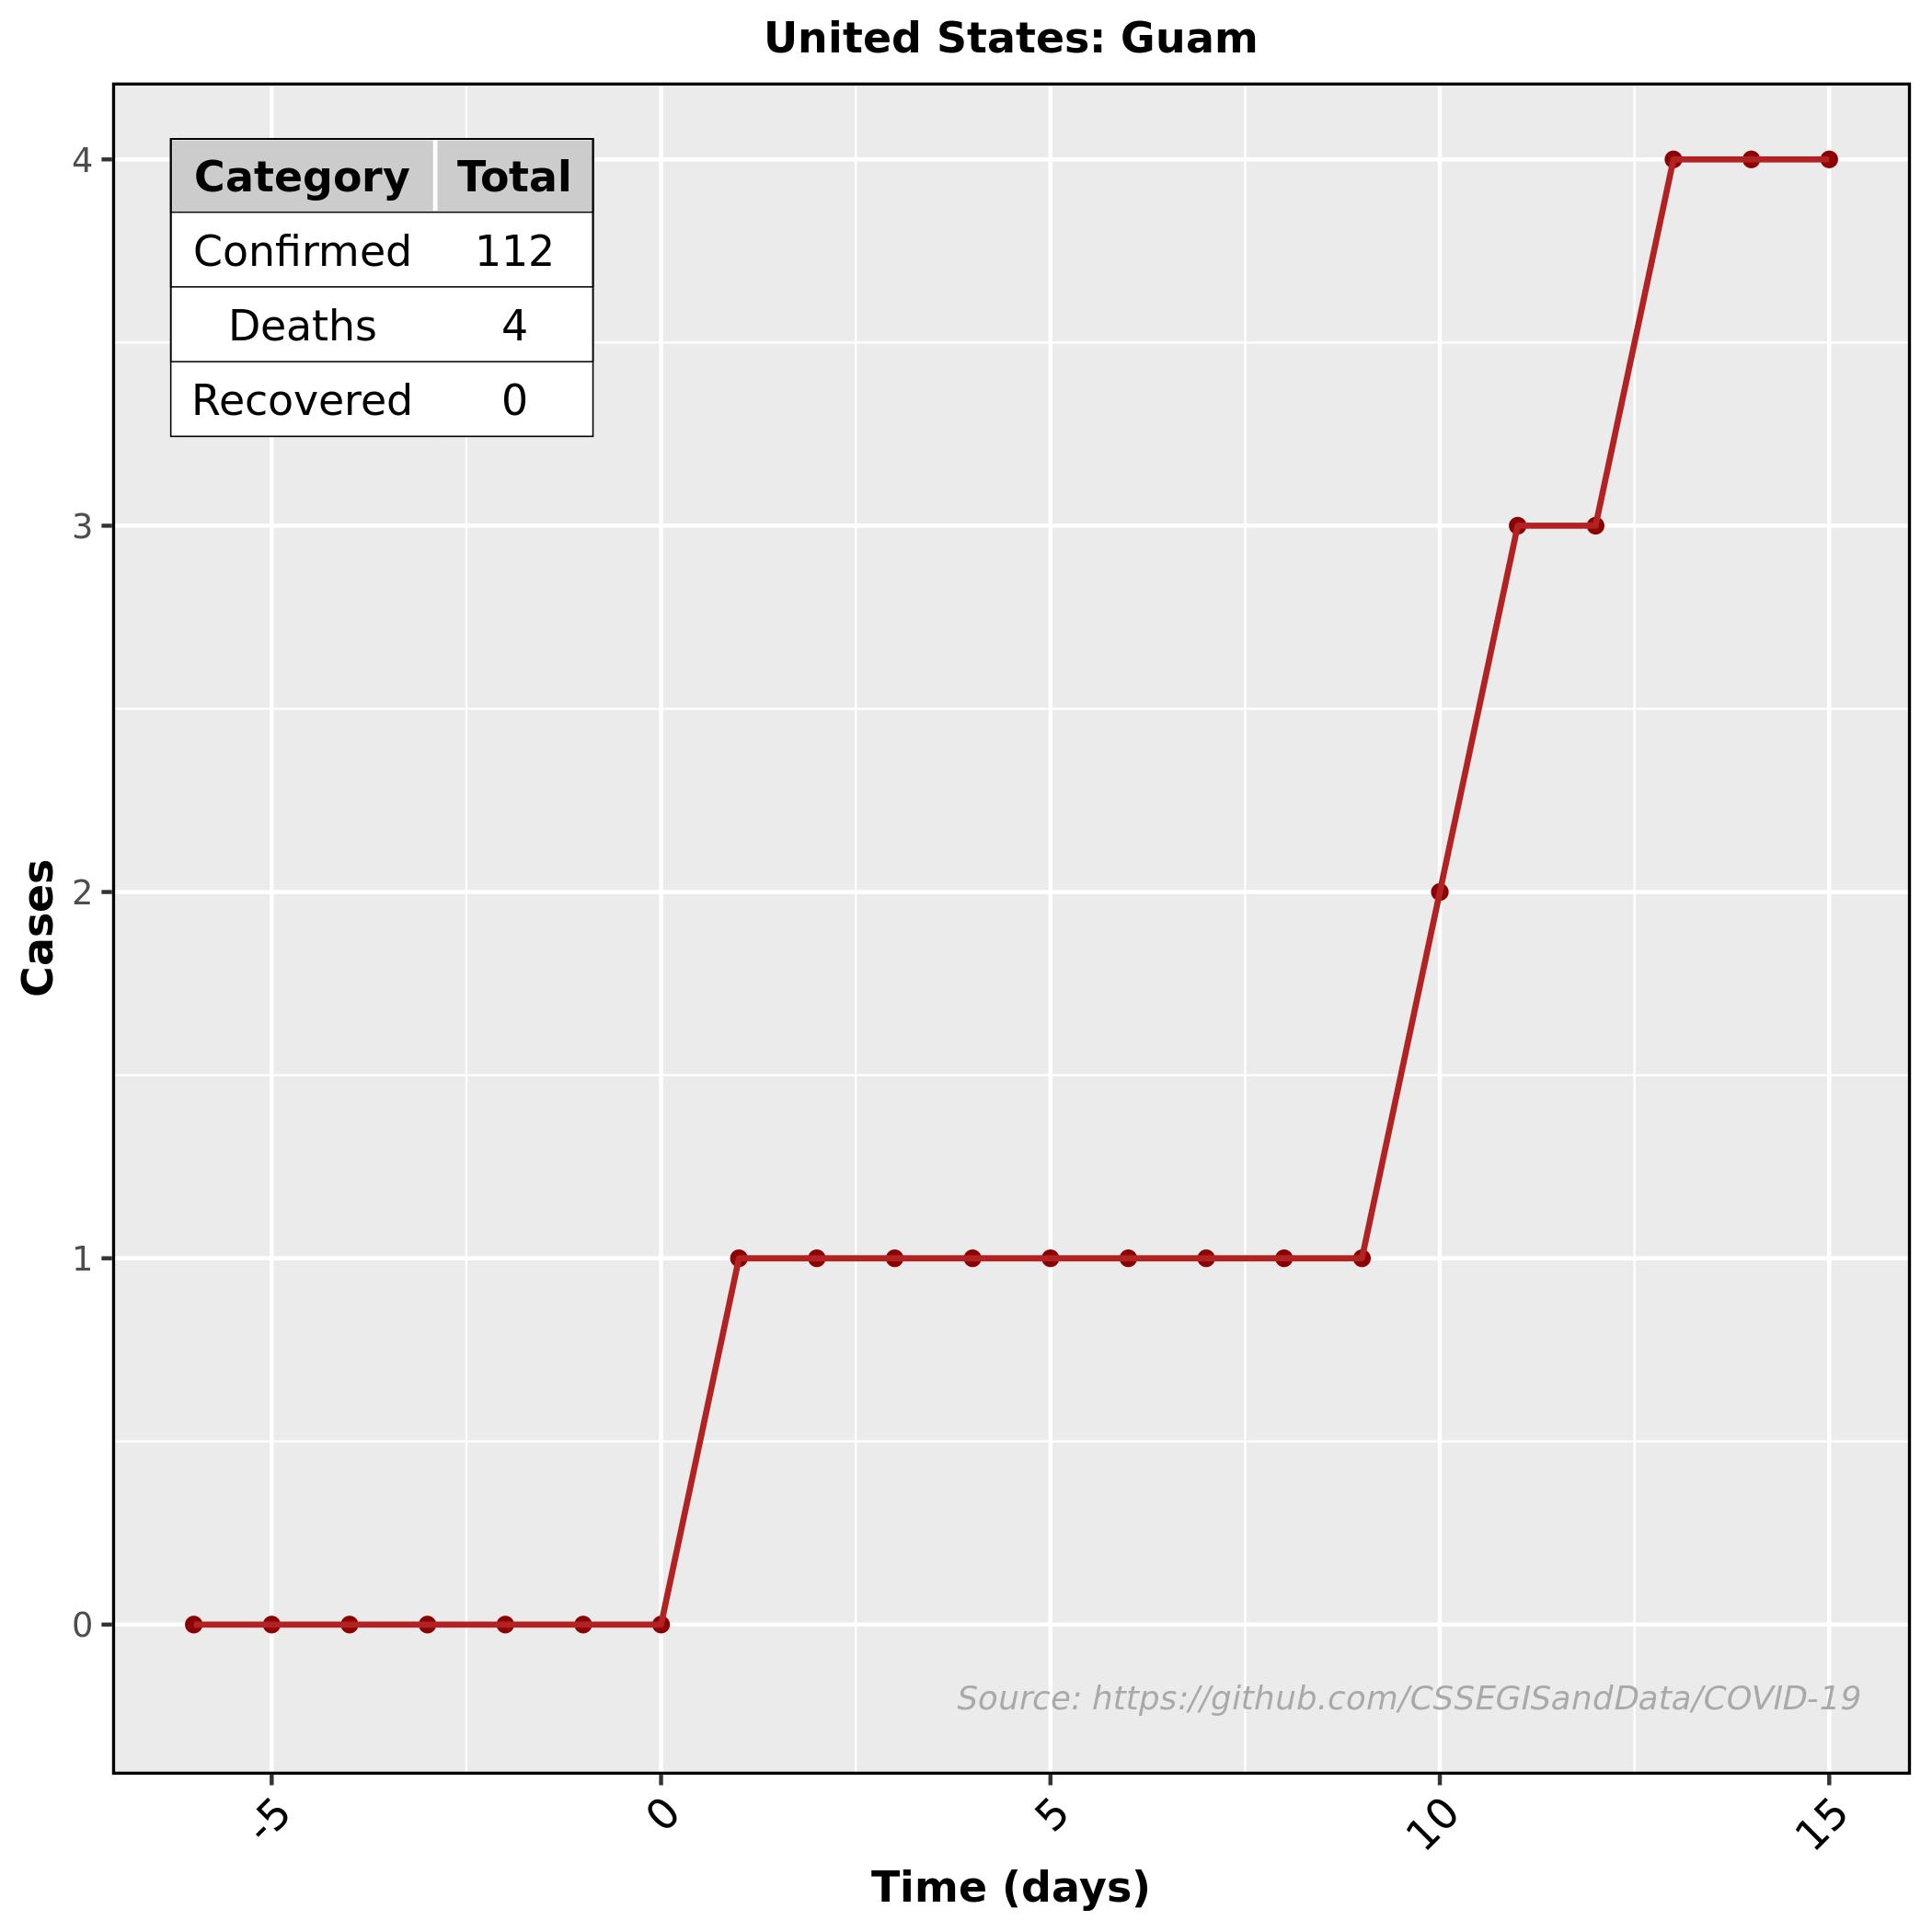 United States: Guam
Category Total
Confirmed 112
Deaths 4
Recovered 0
4
3
2
1
0
Cases
Source: https://github.com/CSSEGISandData/COVID-19
-5 0 5 10 15
Time (days)